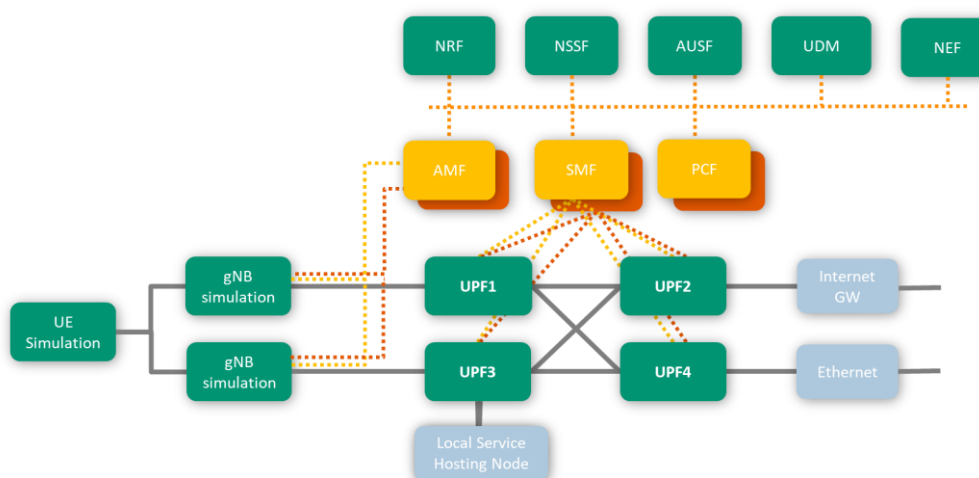 NRF
NSSF
AUSF
UDM
NEF
AMF
SMF
PCF
gNB
simulation
UPF1
UPF2
Internet
GW
UE
Simulation
gNB
simulation
UPF3
UPF4
Ethernet
Local Service
Hosting Node